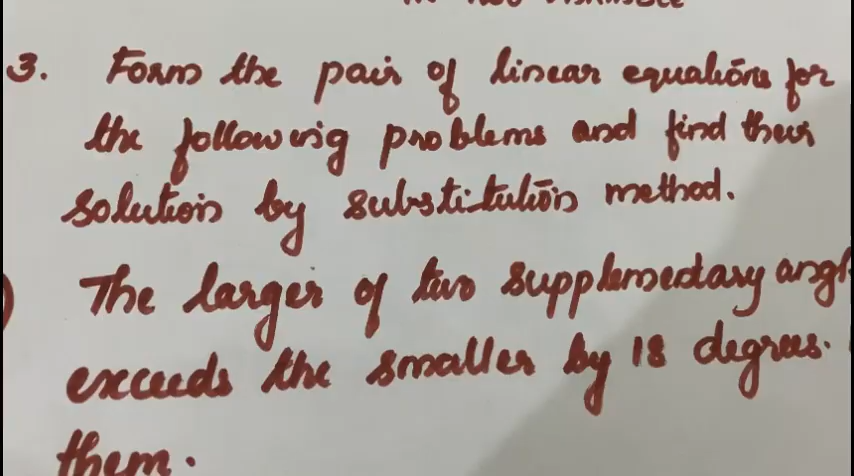 3. Form the pair of linear equations for
the following problems and find their
solution by substitution method.
The larger of two supplementary
exceeds the smaller by 18 degrees.
them.